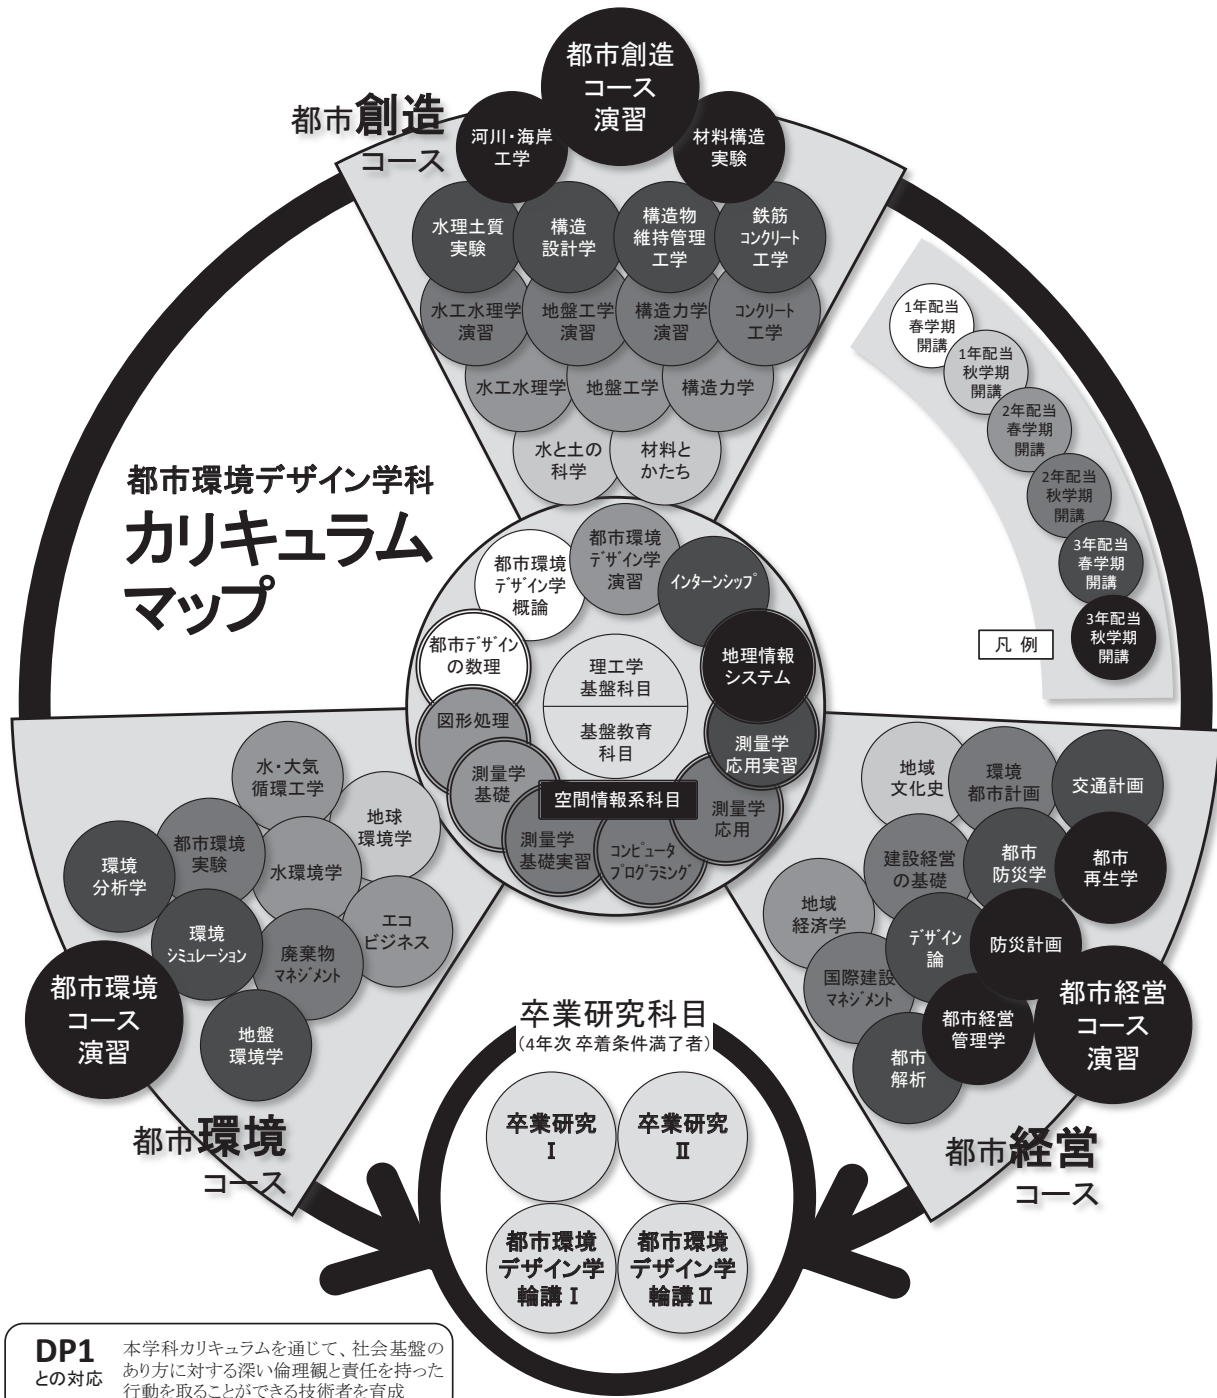 都市創造
コース
演習
都市創造
コース
河川・海岸
工学
材料構造
実験
水理土質
実験
構造
設計学
構造物
維持管理
工学
鉄筋
コンクリート
工学
水工水理学
演習
地盤工学
演習
構造力学
演習
コンクリート
工学
水工水理学
地盤工学
構造力学
水と土の
科学
材料と
かたち
1年配当
春学期
開講
1年配当
秋学期
開講
2年配当
春学期
開講
2年配当
秋学期
開講
3年配当
春学期
開講
3年配当
秋学期
開講
凡 例
都市環境デザイン学科
カリキュラム
マップ
都市環境
デザイン学
概論
都市環境
デザイン学
演習
インターンシップ
都市デザイン
の数理
地理情報
システム
理工学
基盤科目
基盤教育
科目
図形処理
測量学
応用実習
測量学
基礎
空間情報系科目
測量学
応用
測量学
基礎実習
コンピュータ
プログラミング
水・大気
循環工学
地球
環境学
都市環境
実験
環境
分析学
水環境学
エコ
ビジネス
環境
シミュレーション
廃棄物
マネジメント
都市環境
コース
演習
地盤
環境学
都市環境
コース
地域
文化史
環境
都市計画
交通計画
建設経営
の基礎
都市
防災学
都市
再生学
地域
経済学
デザイン
論
防災計画
国際建設
マネジメント
都市経営
管理学
都市経営
コース
演習
都市
解析
都市経営
コース
卒業研究科目
(4年次 卒着条件満了者)
卒業研究
Ⅰ
卒業研究
Ⅱ
都市環境
デザイン学
輪講Ⅰ
都市環境
デザイン学
輪講Ⅱ
DP1
との対応
本学科カリキュラムを通じて、社会基盤の
あり方に対する深い倫理観と責任を持った
行動を取ることができる技術者を育成